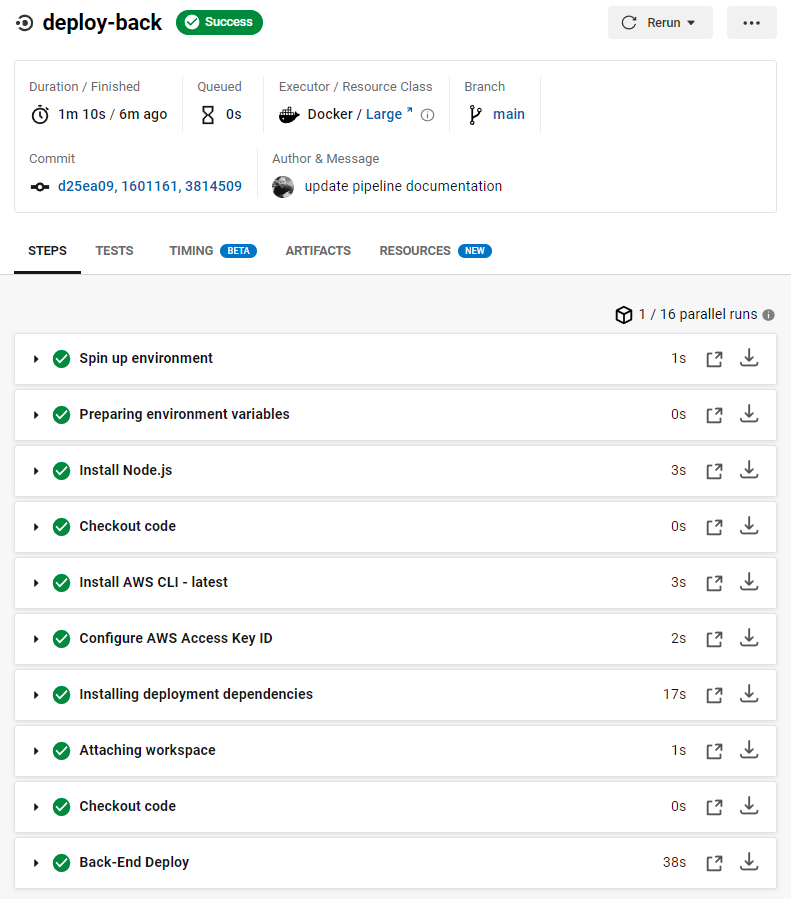 deploy-back Success Rerun
Duration / Finished Queued Executor / Resource Class Branch
1m 10s / 6m ago 0s Docker / Large main
Commit Author & Message
d25ea09, 1601161, 3814509 update pipeline documentation
STEPS TESTS TIMING BETA ARTIFACTS RESOURCES NEW
1 / 16 parallel runs
Spin up environment 1s
Preparing environment variables 0s
Install Node.js 3s
Checkout code 0s
Install AWS CLI - latest 3s
Configure AWS Access Key ID 2s
Installing deployment dependencies 17s
Attaching workspace 1s
Checkout code 0s
Back-End Deploy 38s